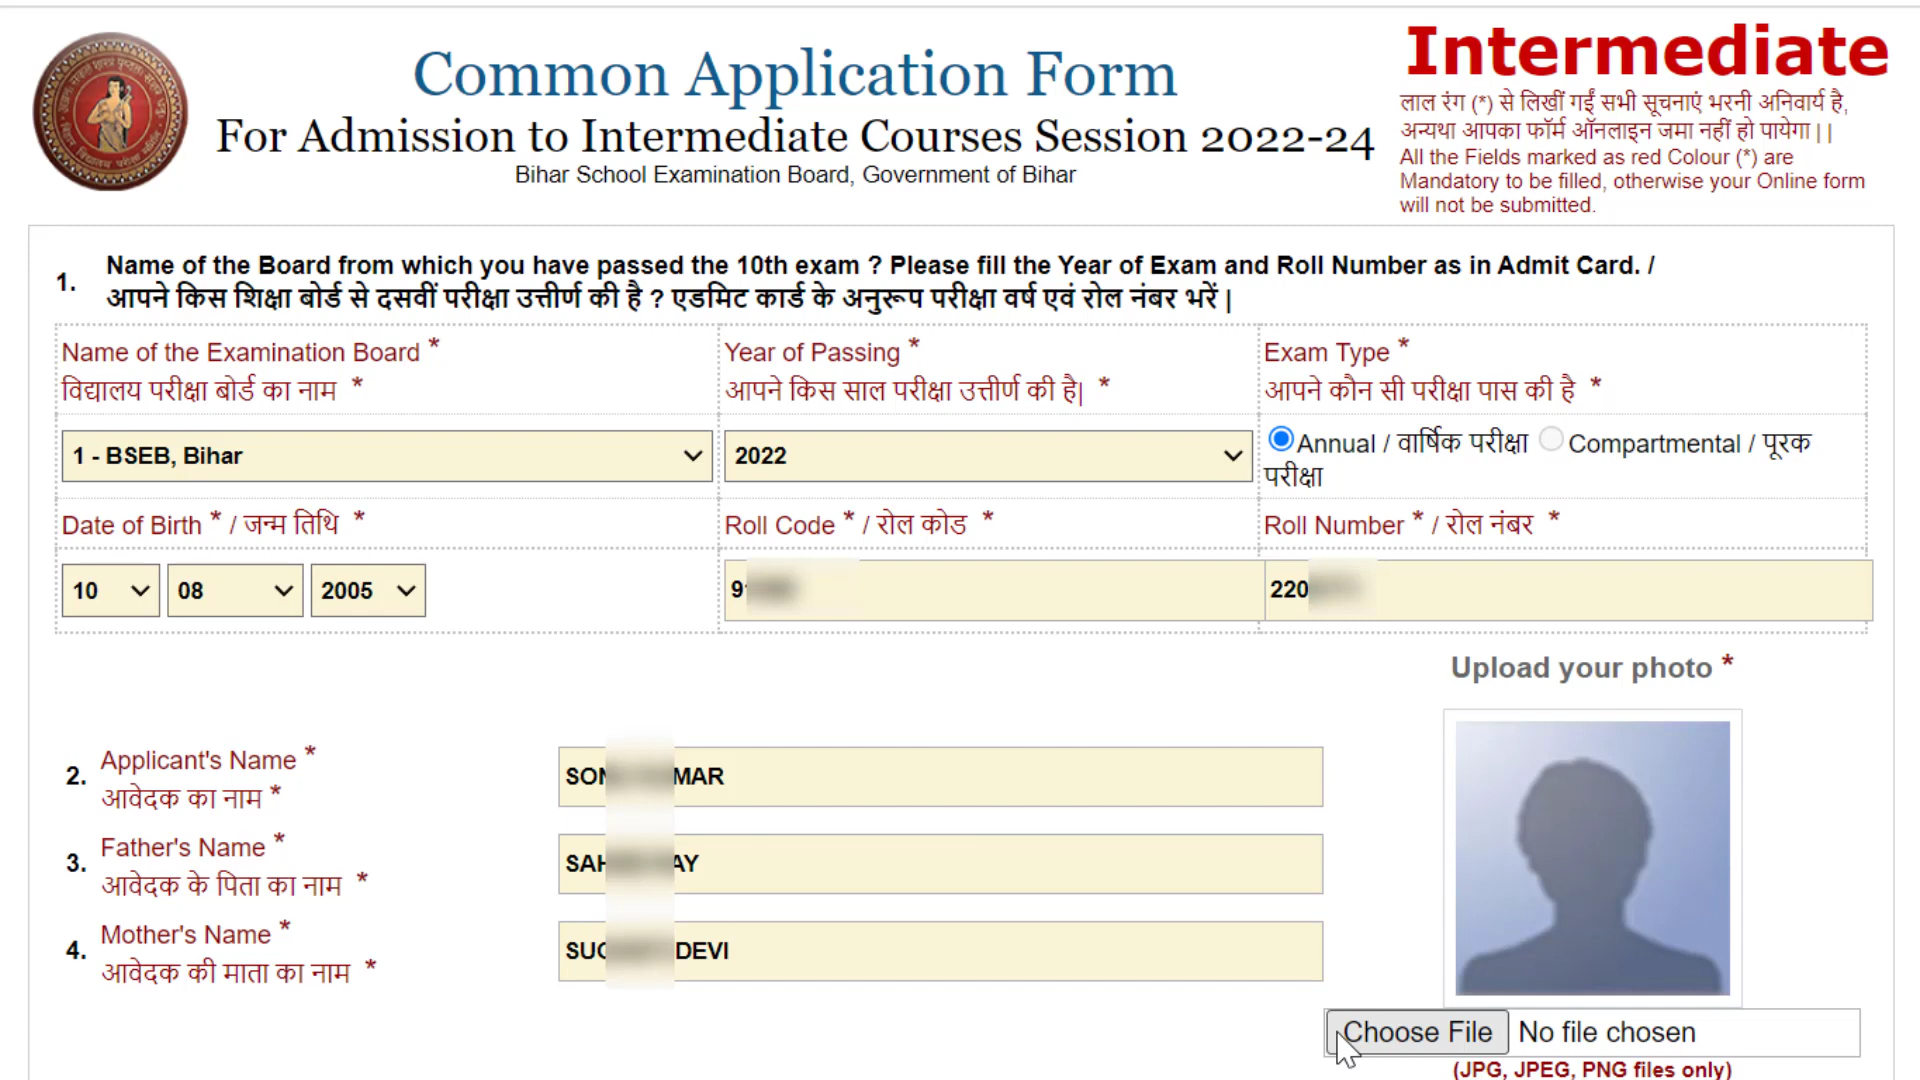 Intermediate
Common Application Form
For Admission to Intermediate Courses Session 2022-24
Bihar School Examination Board, Government of Bihar
लाल रंग (*) से लिखीं गईं सभी सूचनाएं भरनी अनिवार्य है,
अन्यथा आपका फॉर्म ऑनलाइन जमा नहीं हो पायेगा | |
All the Fields marked as red Colour (*) are
Mandatory to be filled, otherwise your Online form
will not be submitted.
1. Name of the Board from which you have passed the 10th exam ? Please fill the Year of Exam and Roll Number as in Admit Card. /
आपने किस शिक्षा बोर्ड से दसवीं परीक्षा उत्तीर्ण की है ? एडमिट कार्ड के अनुरूप परीक्षा वर्ष एवं रोल नंबर भरें |
Name of the Examination Board *
विद्यालय परीक्षा बोर्ड का नाम *
Year of Passing *
आपने किस साल परीक्षा उत्तीर्ण की है| *
Exam Type *
आपने कौन सी परीक्षा पास की है *
1 - BSEB, Bihar
2022
Annual / वार्षिक परीक्षा Compartmental / पूरक
परीक्षा
Date of Birth * / जन्म तिथि *
Roll Code * / रोल कोड *
Roll Number * / रोल नंबर *
10 08 2005
Upload your photo *
2. Applicant's Name *
आवेदक का नाम *
3. Father's Name *
आवेदक के पिता का नाम *
4. Mother's Name *
आवेदक की माता का नाम *
DEVI
Choose File No file chosen
(JPG, JPEG, PNG files only)